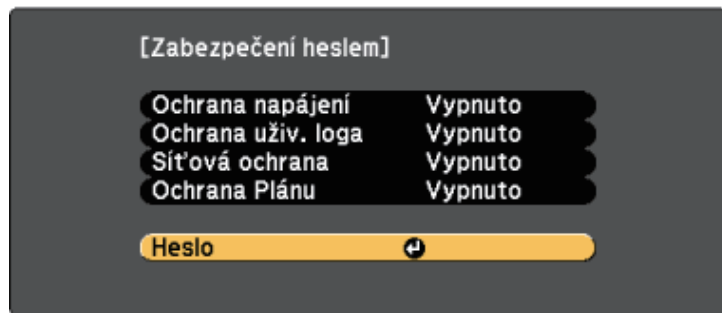 [Zabezpečení heslem]
Ochrana napájení Vypnuto
Ochrana uživ. loga Vypnuto
Síťová ochrana Vypnuto
Ochrana Plánu Vypnuto
Heslo